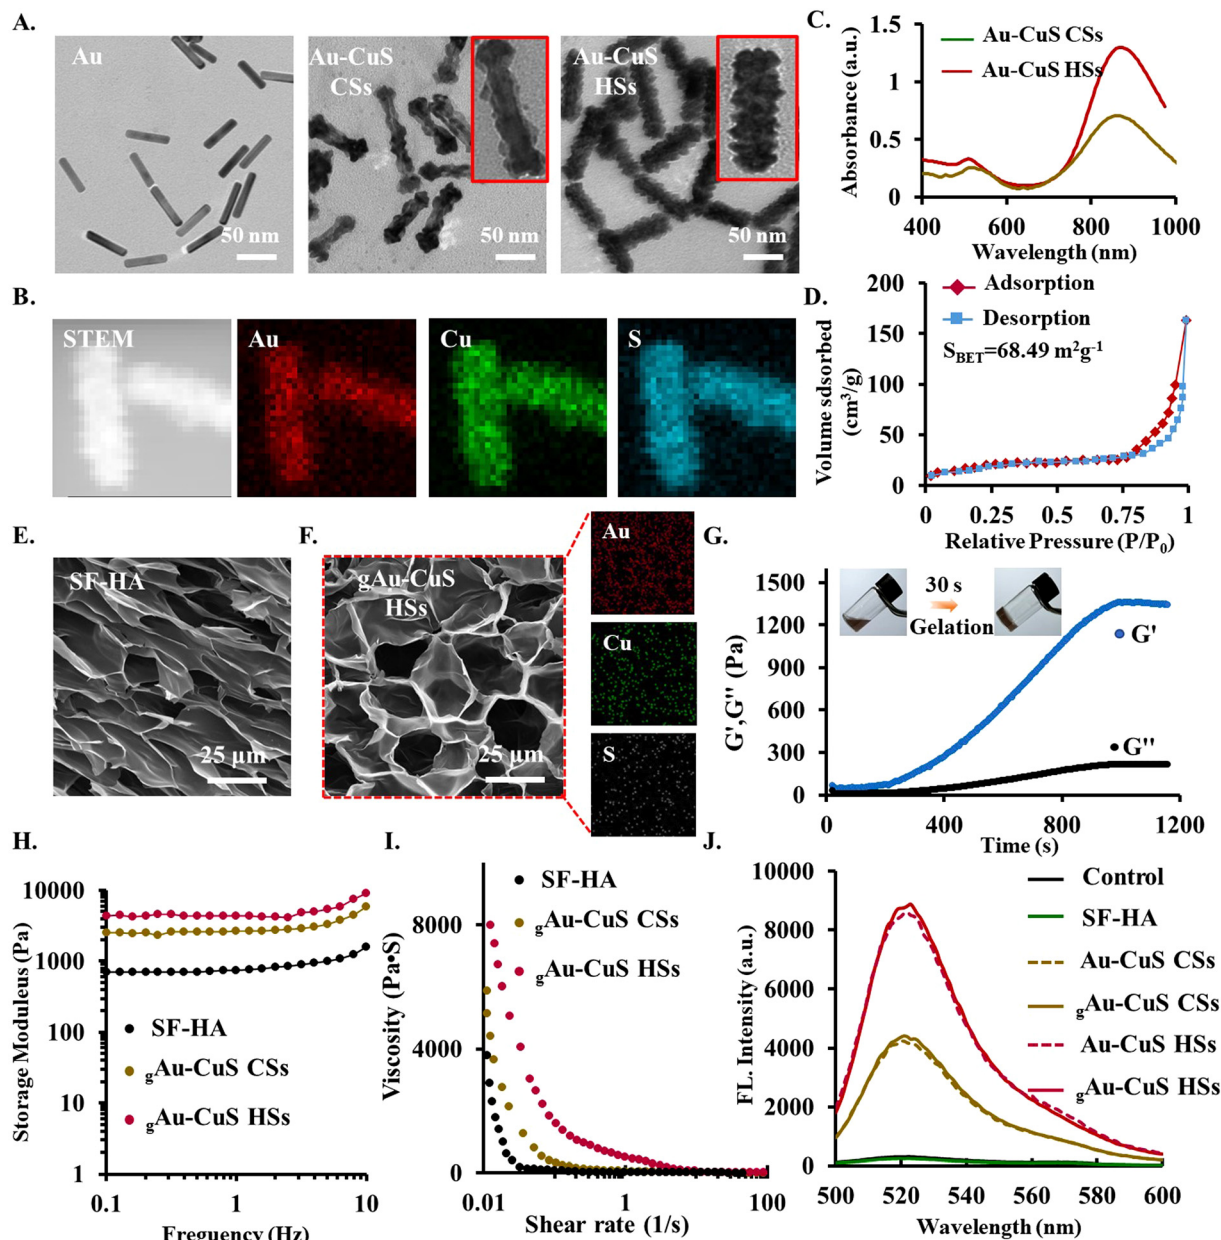 A.
Au
50 nm
Au-CuS
CSs
50 nm
Au-CuS
HSs
50 nm
C.
Absorbance (a.u.)
1.5
1
0.5
0
Au-CuS CSs
Au-CuS HSs
400 600 800 1000
Wavelength (nm)
B.
STEM
Au
Cu
S
D.
Volume sdsorbed
(cm³/g)
200
150
100
50
0
Adsorption
Desorption
S_BET=68.49 m²g⁻¹
0 0.25 0.5 0.75 1
Relative Pressure (P/P₀)
E.
SF-HA
25 μm
F.
gAu-CuS
HSs
25 μm
Au
Cu
S
G.
G',G'' (Pa)
1500
1200
900
600
300
0
30 s
Gelation
G'
G''
0 400 800 1200
Time (s)
H.
Storage Moduleus (Pa)
10000
1000
100
10
1
SF-HA
gAu-CuS CSs
gAu-CuS HSs
0.1 1 10
Freguency (Hz)
I.
Viscosity (Pa•S)
8000
4000
0
SF-HA
gAu-CuS CSs
gAu-CuS HSs
0.01 1 100
Shear rate (1/s)
J.
FL. Intensity (a.u.)
10000
8000
6000
4000
2000
0
Control
SF-HA
Au-CuS CSs
gAu-CuS CSs
Au-CuS HSs
gAu-CuS HSs
500 520 540 560 580 600
Wavelength (nm)